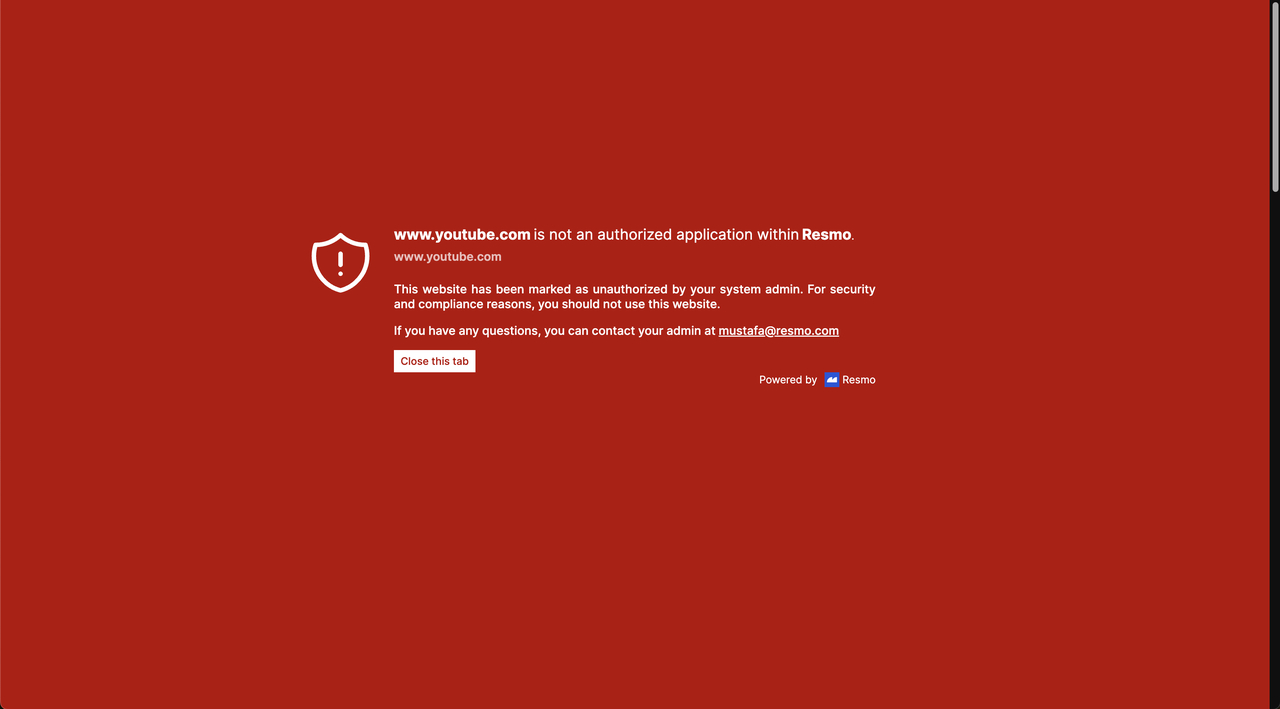 www.youtube.com is not an authorized application within Resmo.
www.youtube.com
This website has been marked as unauthorized by your system admin. For security
and compliance reasons, you should not use this website.
If you have any questions, you can contact your admin at mustafa@resmo.com
Close this tab
Powered by Resmo